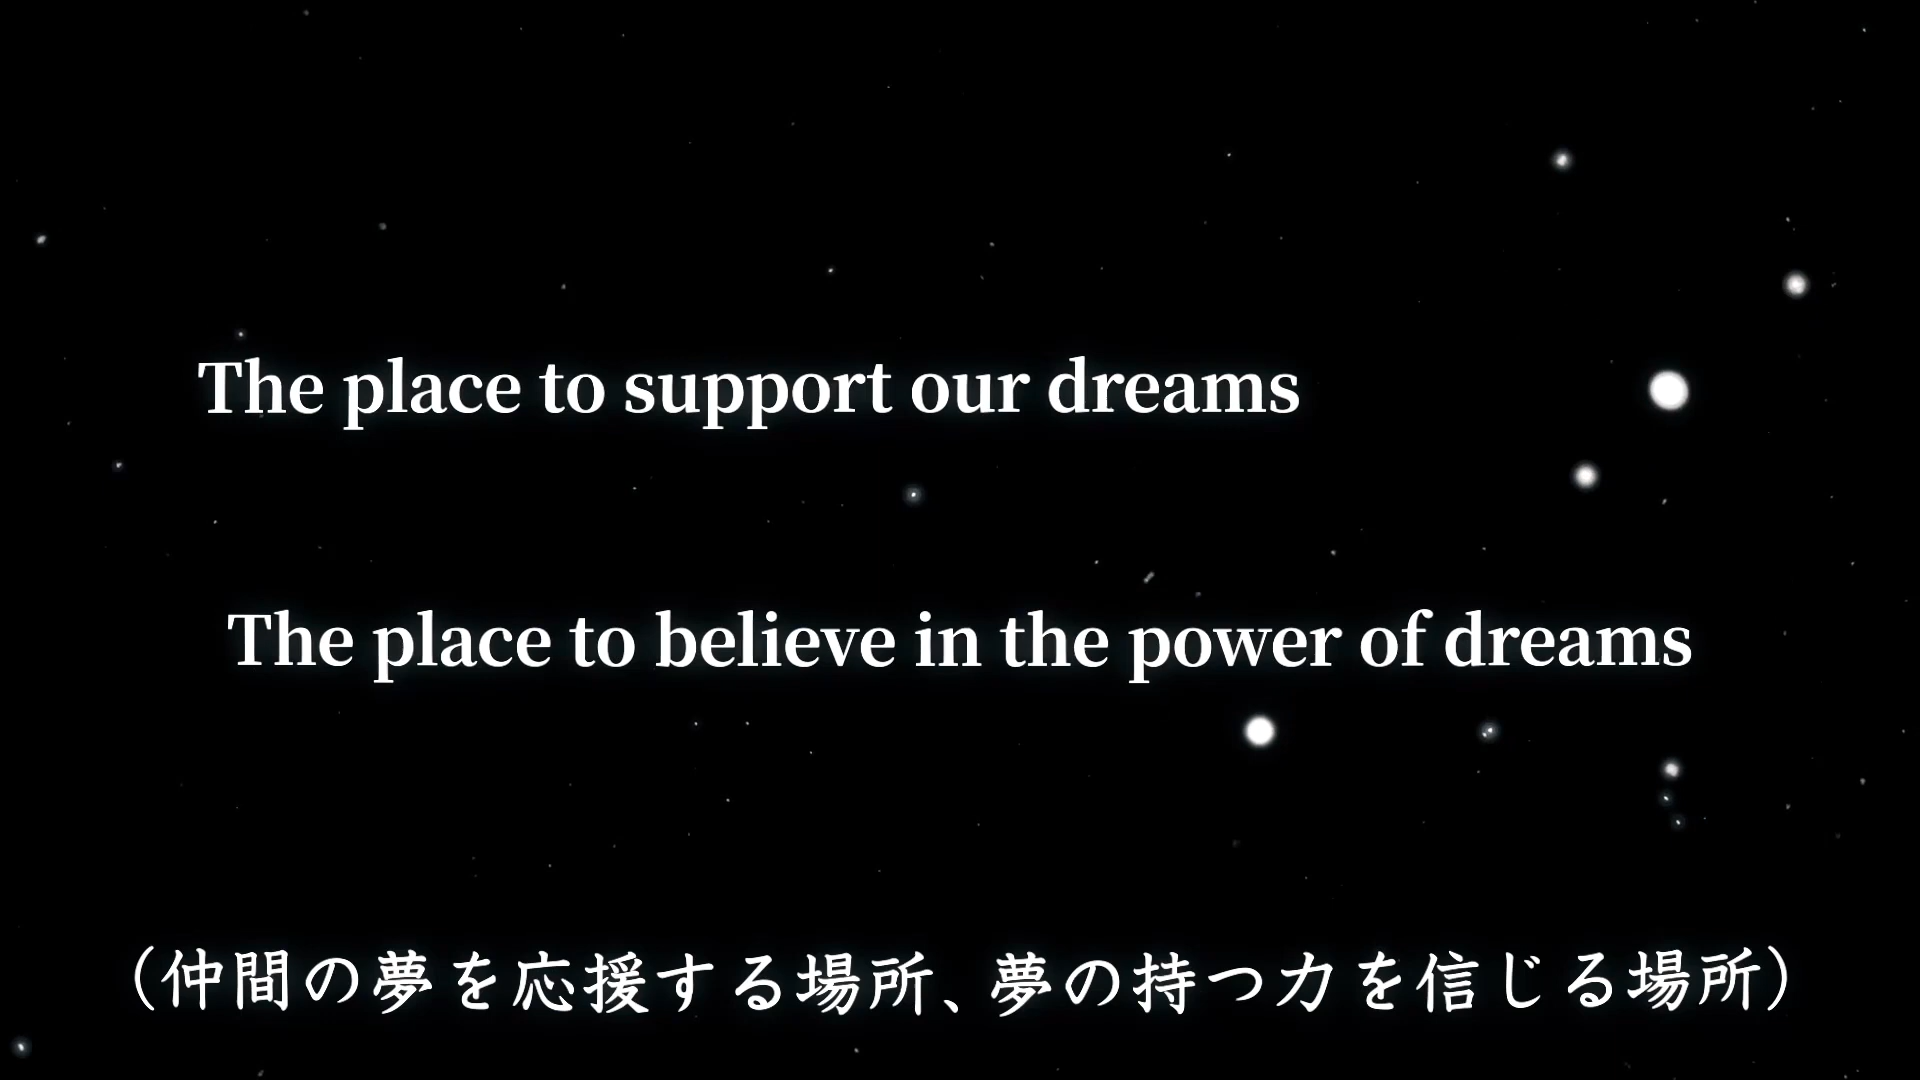 The place to support our dreams
The place to believe in the power of dreams
(仲間の夢を応援する場所、夢の持つ力を信じる場所)